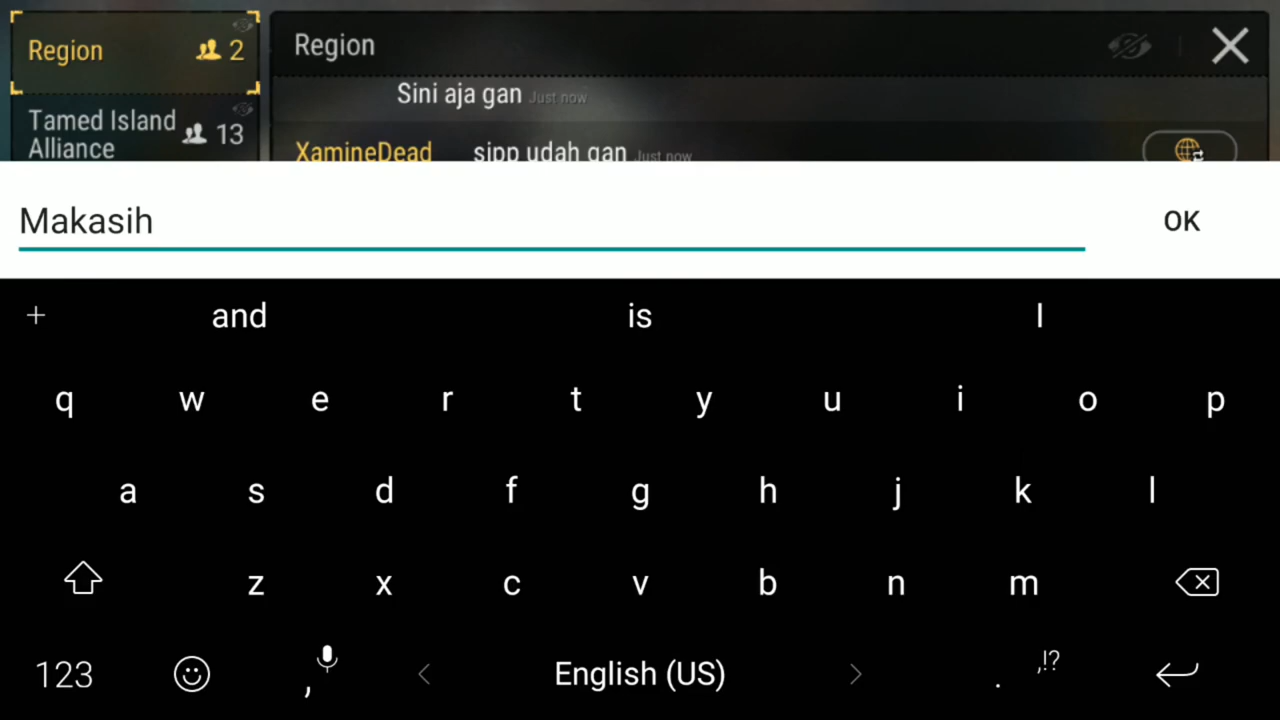 Region 2
Region
Sini aja gan Just now
Tamed Island
Alliance 13
XamineDead sipp udah gan Just now
Makasih
OK
+ and is I
q w e r t y u i o p
a s d f g h j k l
z x c v b n m
123 , < English (US) > . ,!?